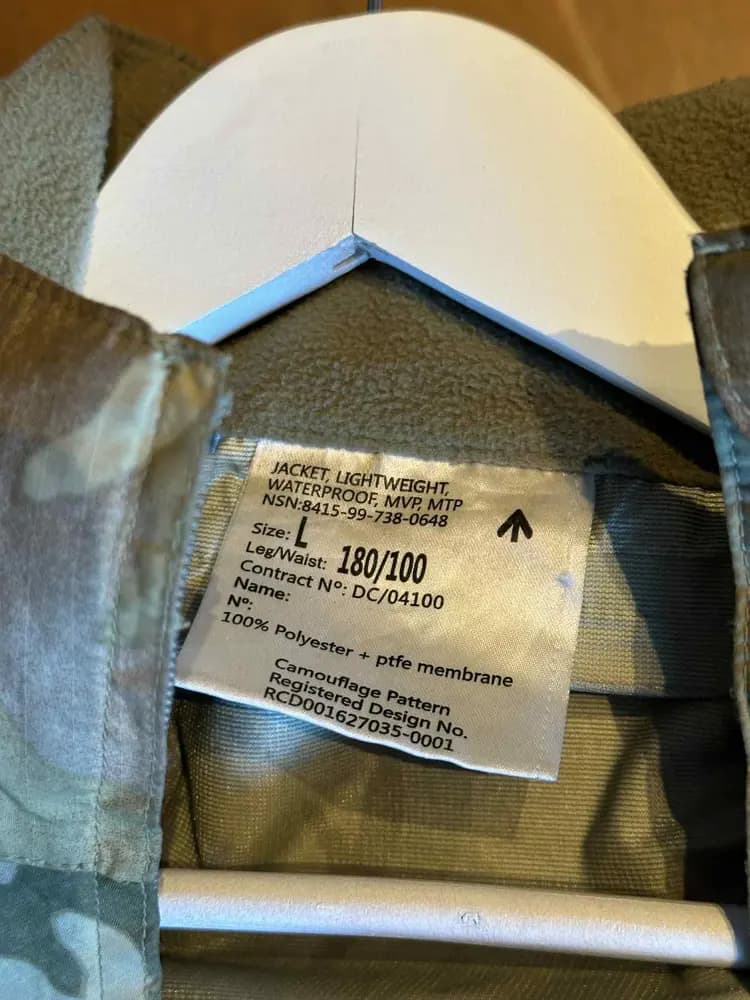 JACKET, LIGHTWEIGHT,
WATERPROOF, MVP, MTP
NSN:8415-99-738-0648
Size: L
Leg/Waist: 180/100
Contract Nº: DC/04100
Name:
Nº:
100% Polyester + ptfe membrane
Camouflage Pattern
Registered Design No.
RCD001627035-0001